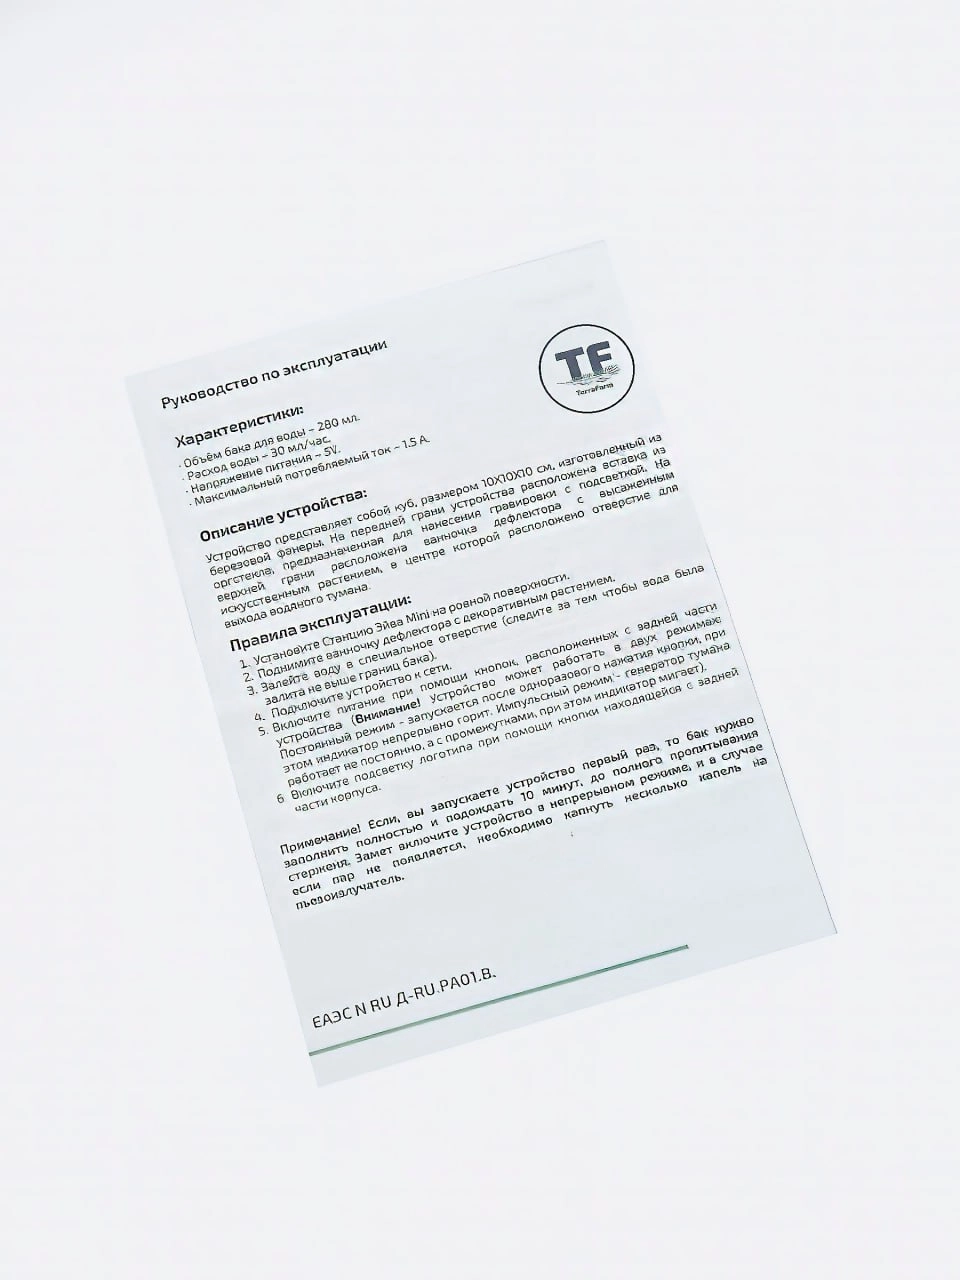 Руководство по эксплуатации
TF
TerraFarm
Характеристики:
· Объём бака для воды – 280 мл.
· Расход воды – 30 мл/час.
· Напряжение питания – 5V.
· Максимальный потребляемый ток ~ 1.5 А.
Описание устройства:
Устройство представляет собой куб, размером 10X10X10 см, изготовленный из
березовой фанеры. На передней грани устройства расположена вставка из
оргстекла, предназначенная для нанесения гравировки с подсветкой. На
верхней грани расположена ванночка дефлектора с высаженным
искусственным растением, в центре которой расположено отверстие для
выхода водяного тумана.
Правила эксплуатации:
1. Установите Станцию Эйва Mini на ровной поверхности.
2. Поднимите ванночку дефлектора с декоративным растением.
3. Залейте воду в специальное отверстие (следите за тем чтобы вода была
залита не выше границ бака).
4. Подключите устройство к сети.
5. Включите питание при помощи кнопок, расположенных с задней части
устройства (Внимание! Устройство может работать в двух режимах:
Постоянный режим - запускается после одноразового нажатия кнопки, при
этом индикатор непрерывно горит. Импульсный режим - генератор тумана
работает не постоянно, а с промежутками, при этом индикатор мигает).
6 Включите подсветку логотипа при помощи кнопки находящейся с задней
части корпуса.
Примечание! Если, вы запускаете устройство первый раз, то бак нужно
заполнить полностью и подождать 10 минут, до полного пропитывания
стержня. Замет включите устройство в непрерывном режиме, и в случае
если пар не появляется, необходимо капнуть несколько капель на
пьезоизлучатель.
ЕАЭС N RU Д-RU.РА01.В.